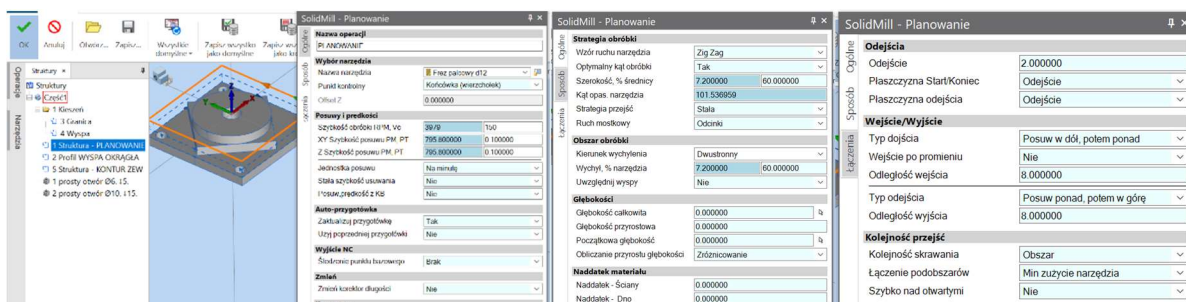 OK
Anuluj
Otwórz...
Zapisz...
Wszystkie domyślne
Zapisz wszystko jako domyślne
Operacje
Narzędzia
Struktury
Struktury
Część1
1 Kieszeń
3 Granica
4 Wyspa
1 Struktura - PLANOWANIE
2 Profil WYSPA OKRĄGŁA
5 Struktura - KONTUR ZEW
1 prosty otwór Ø6. ↓5.
2 prosty otwór Ø10. ↓15.
SolidMill - Planowanie
Ogólne
Sposób
Łączenia
Nazwa operacji
PLANOWANIE
Wybór narzędzia
Nazwa narzędzia Frez palcowy d12
Punkt kontrolny Końcówka (wierzchołek)
Offset Z 0.000000
Posuwy i prędkości
Szybkość obróbki RPM, Vc 3979 150
XY Szybkość posuwu PM, PT 795.800000 0.100000
Z Szybkość posuwu PM, PT 795.800000 0.100000
Jednostka posuwu Na minutę
Stała szybkość usuwania Nie
Posuw,prędkość z KB Nie
Auto-przygotówka
Zaktualizuj przygotówkę Tak
Użyj poprzedniej przygotówki Nie
Wyjście NC
Śledzenie punktu bazowego Brak
Zmień
Zmień korektor długości Nie
SolidMill - Planowanie
Ogólne
Sposób
Łączenia
Strategia obróbki
Wzór ruchu narzędzia Zig Zag
Optymalny kąt obróbki Tak
Szerokość, % średnicy 7.200000 60.000000
Kąt opas. narzędzia 101.536959
Strategia przejść Stała
Ruch mostkowy Odcinki
Obszar obróbki
Kierunek wychylenia Dwustronny
Wychył, % narzędzia 7.200000 60.000000
Uwzględnij wyspy Nie
Głębokości
Głębokość całkowita 0.000000
Głębokość przyrostowa 0.000000
Początkowa głębokość 0.000000
Obliczanie przyrostu głębokości Zróżnicowanie
Naddatek materiału
Naddatek - Ściany 0.000000
Naddatek - Dno 0.000000
SolidMill - Planowanie
Ogólne
Sposób
Łączenia
Odejścia
Odejście 2.000000
Płaszczyzna Start/Koniec Odejście
Płaszczyzna odejścia Odejście
Wejście/Wyjście
Typ dojścia Posuw w dół, potem ponad
Wejście po promieniu Nie
Odległość wejścia 8.000000
Typ odejścia Posuw ponad, potem w górę
Odległość wyjścia 8.000000
Kolejność przejść
Kolejność skrawania Obszar
Łączenie podobszarów Min zużycie narzędzia
Szybko nad otwartymi Nie